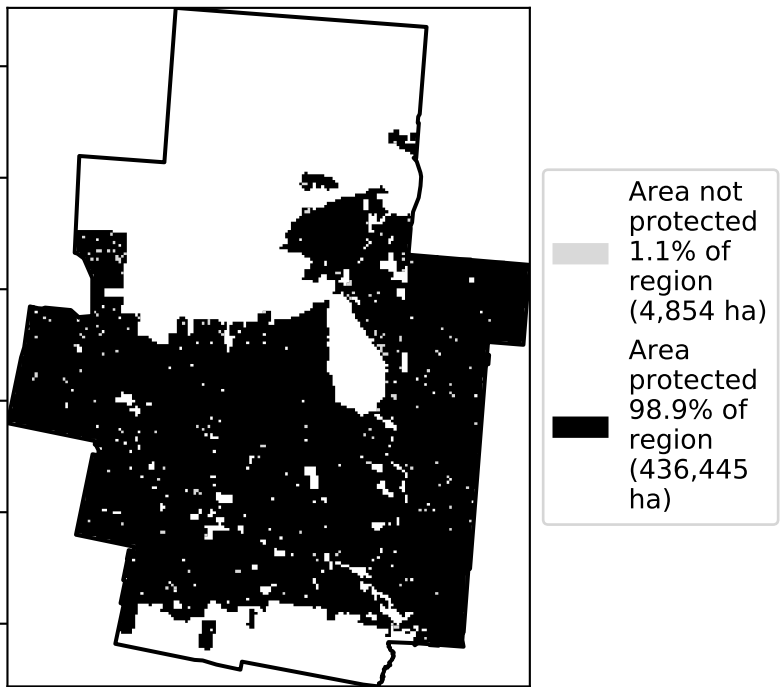 Area not
protected
1.1% of
region
(4,854 ha)
Area
protected
98.9% of
region
(436,445
ha)